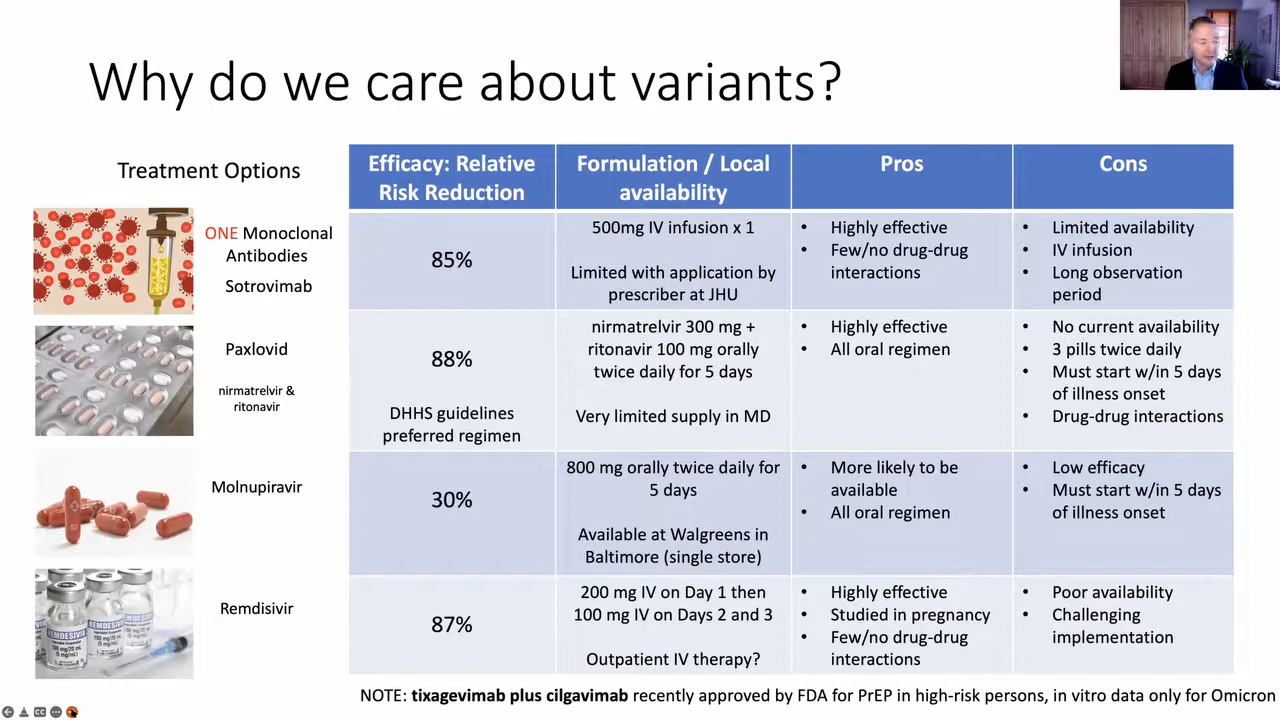 Why do we care about variants?
Treatment Options
Efficacy: Relative
Risk Reduction
Formulation / Local
availability
Pros
Cons
ONE Monoclonal
Antibodies
Sotrovimab
85%
500mg IV infusion x 1
Limited with application by
prescriber at JHU
• Highly effective
• Few/no drug-drug
interactions
• Limited availability
• IV infusion
• Long observation
period
Paxlovid
nirmatrelvir &
ritonavir
88%
DHHS guidelines
preferred regimen
nirmatrelvir 300 mg +
ritonavir 100 mg orally
twice daily for 5 days
Very limited supply in MD
• Highly effective
• All oral regimen
• No current availability
• 3 pills twice daily
• Must start w/in 5 days
of illness onset
• Drug-drug interactions
Molnupiravir
30%
800 mg orally twice daily for
5 days
Available at Walgreens in
Baltimore (single store)
• More likely to be
available
• All oral regimen
• Low efficacy
• Must start w/in 5 days
of illness onset
Remdisivir
87%
200 mg IV on Day 1 then
100 mg IV on Days 2 and 3
Outpatient IV therapy?
• Highly effective
• Studied in pregnancy
• Few/no drug-drug
interactions
• Poor availability
• Challenging
implementation
REMDESIVIR
100 mg/20 mL
(5 mg/mL)
NOTE: tixagevimab plus cilgavimab recently approved by FDA for PrEP in high-risk persons, in vitro data only for Omicron
CC